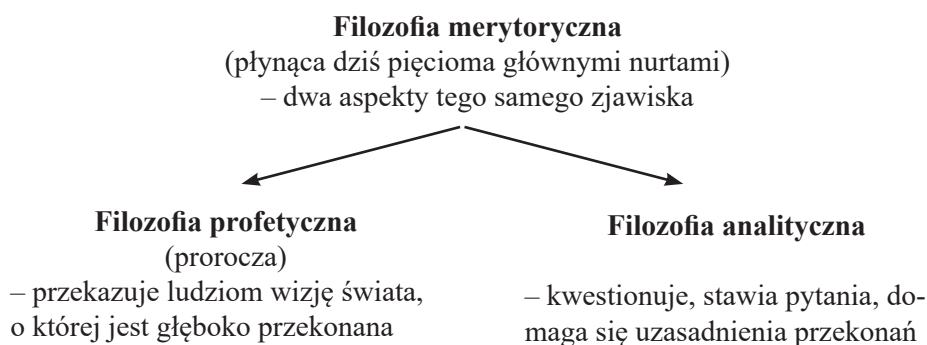 Filozofia merytoryczna
(płynąca dziś pięcioma głównymi nurtami)
– dwa aspekty tego samego zjawiska
Filozofia profetyczna
(prorocza)
– przekazuje ludziom wizję świata,
o której jest głęboko przekonana
Filozofia analityczna
– kwestionuje, stawia pytania, do-
maga się uzasadnienia przekonań